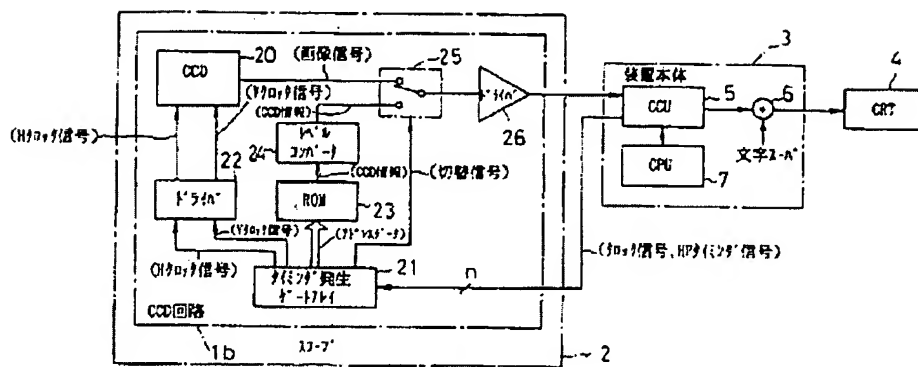 20
CCD
(画像信号)
25
(Vクロック信号)
(CCD情報)
(Hクロック信号)
22
24
レベル
コンバータ
ドライバ
26
(CCD情報)
(切替信号)
ドライバ
ROM
23
(Vクロック信号)
(アドレスデータ)
(Hクロック信号)
21
タイミング発生
ゲートアレイ
n
CCD回路
1b
スコープ
2
3
装置本体
CCU
5
6
4
CRT
CPU
7
文字スーパ
(クロック信号、HPタイミング信号)